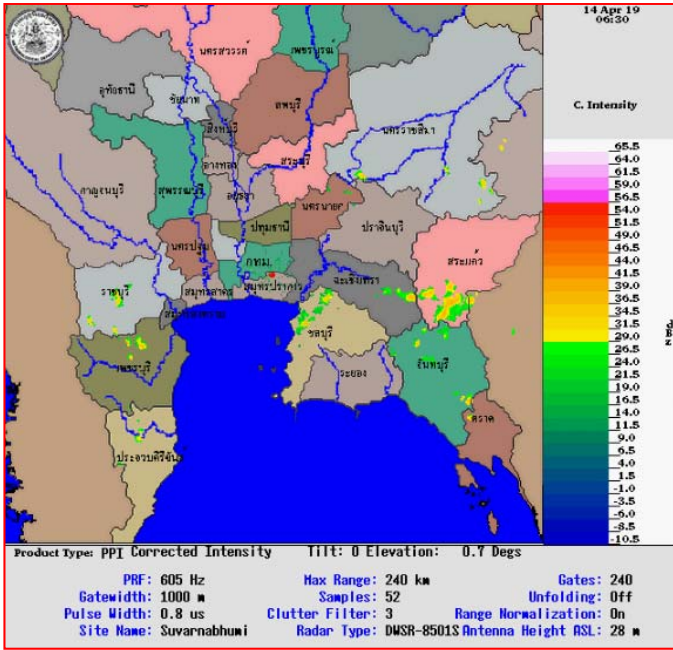 14 Apr 19
06:30
C. Intensity
65.5
64.0
61.5
59.0
56.5
54.0
51.5
49.0
46.5
44.0
41.5
39.0
36.5
34.0
31.5
29.0
26.5
24.0
21.5
19.0
16.5
14.0
11.5
9.0
6.5
4.0
1.5
-1.0
-3.5
-6.0
-8.5
-10.5
นครสวรรค์
เพชรบูรณ์
อุทัยธานี
ชัยนาท
ลพบุรี
สิงห์บุรี
นครราชสีมา
อ่างทอง
สระบุรี
กาญจนบุรี
สุพรรณบุรี
อยุธยา
นครนายก
ปราจีนบุรี
ปทุมธานี
นครปฐม
กทม.
สระแก้ว
ฉะเชิงเทรา
ราชบุรี
สมุทรสาคร
สมุทรปราการ
สมุทรสงคราม
ชลบุรี
เพชรบุรี
ระยอง
จันทบุรี
ตราด
ประจวบคีรีขันธ์
Product Type: PPI Corrected Intensity Tilt: 0 Elevation: 0.7 Degs
PRF: 605 Hz Max Range: 240 km Gates: 240
Gatewidth: 1000 m Samples: 52 Unfolding: Off
Pulse Width: 0.8 us Clutter Filter: 3 Range Normalization: On
Site Name: Suvarnabhumi Radar Type: DWSR-8501S Antenna Height ASL: 28 m